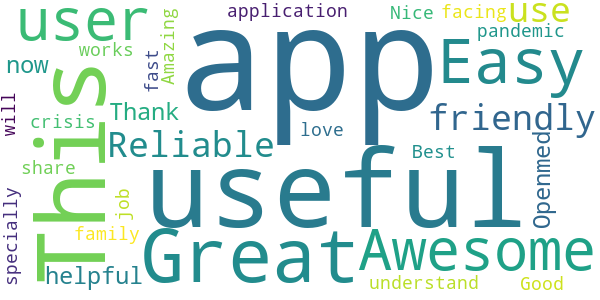 user
works
now
fast
Amazing
application
app
Nice
facing
use
pandemic
Easy
will
This
crisis
Thank
Reliable
love
friendly
Best
Openmed
share
specially
job
family
helpful
useful
Great
Awesome
understand
Good